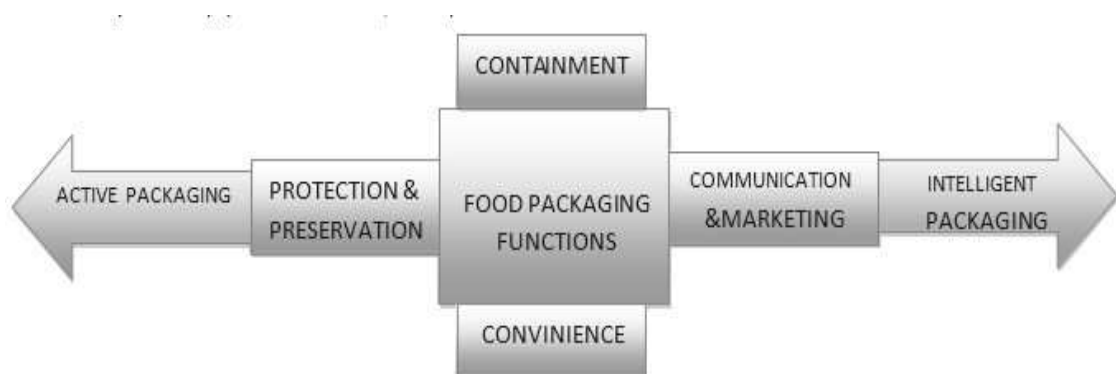 CONTAINMENT
ACTIVE PACKAGING
PROTECTION &
PRESERVATION
FOOD PACKAGING
FUNCTIONS
COMMUNICATION
&MARKETING
INTELLIGENT
PACKAGING
CONVINIENCE